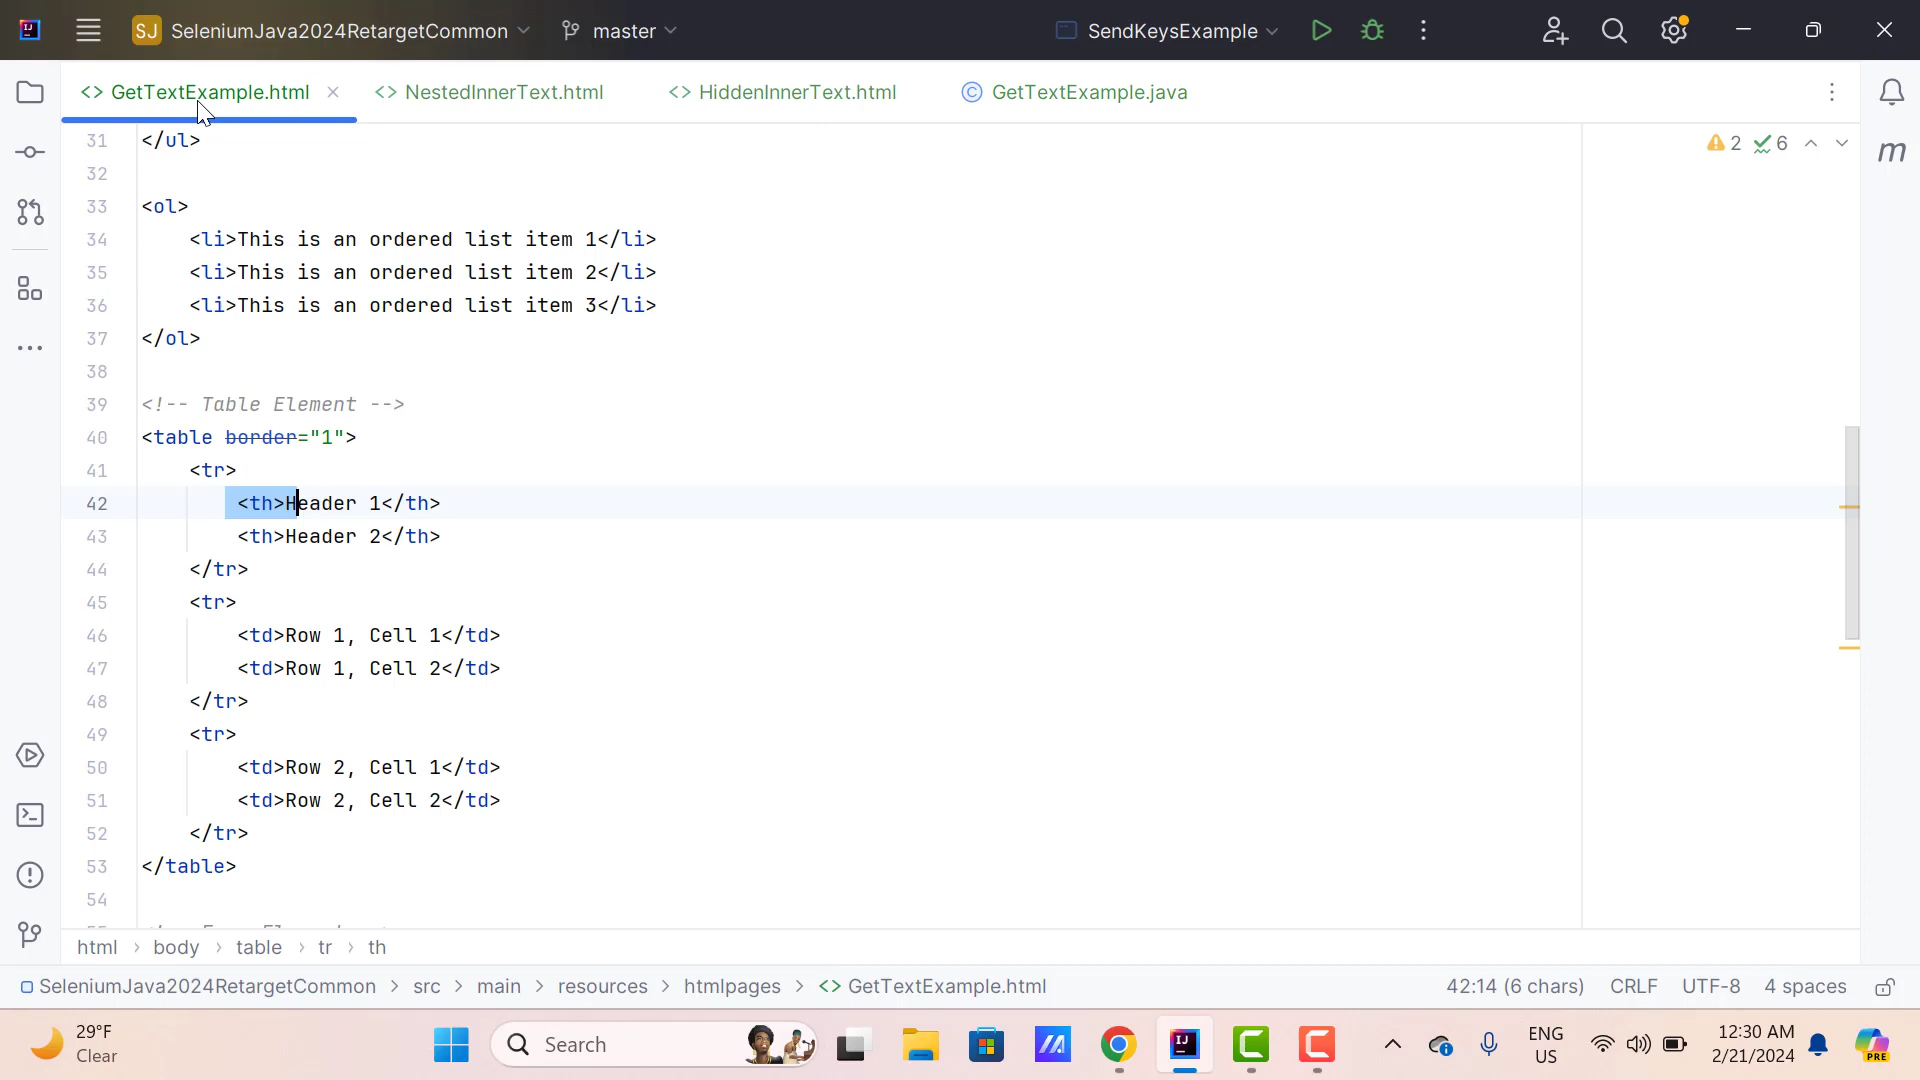 SJ SeleniumJava2024RetargetCommon master SendKeysExample
GetTextExample.html NestedInnerText.html HiddenInnerText.html GetTextExample.java
31 </ul>
2 6
32
33 <ol>
34 <li>This is an ordered list item 1</li>
35 <li>This is an ordered list item 2</li>
36 <li>This is an ordered list item 3</li>
37 </ol>
38
39 <!-- Table Element -->
40 <table border="1">
41 <tr>
42 <th>Header 1</th>
43 <th>Header 2</th>
44 </tr>
45 <tr>
46 <td>Row 1, Cell 1</td>
47 <td>Row 1, Cell 2</td>
48 </tr>
49 <tr>
50 <td>Row 2, Cell 1</td>
51 <td>Row 2, Cell 2</td>
52 </tr>
53 </table>
54
html > body > table > tr > th
SeleniumJava2024RetargetCommon > src > main > resources > htmlpages > <> GetTextExample.html 42:14 (6 chars) CRLF UTF-8 4 spaces
29°F
Clear
Search
ENG
US
12:30 AM
2/21/2024
PRE